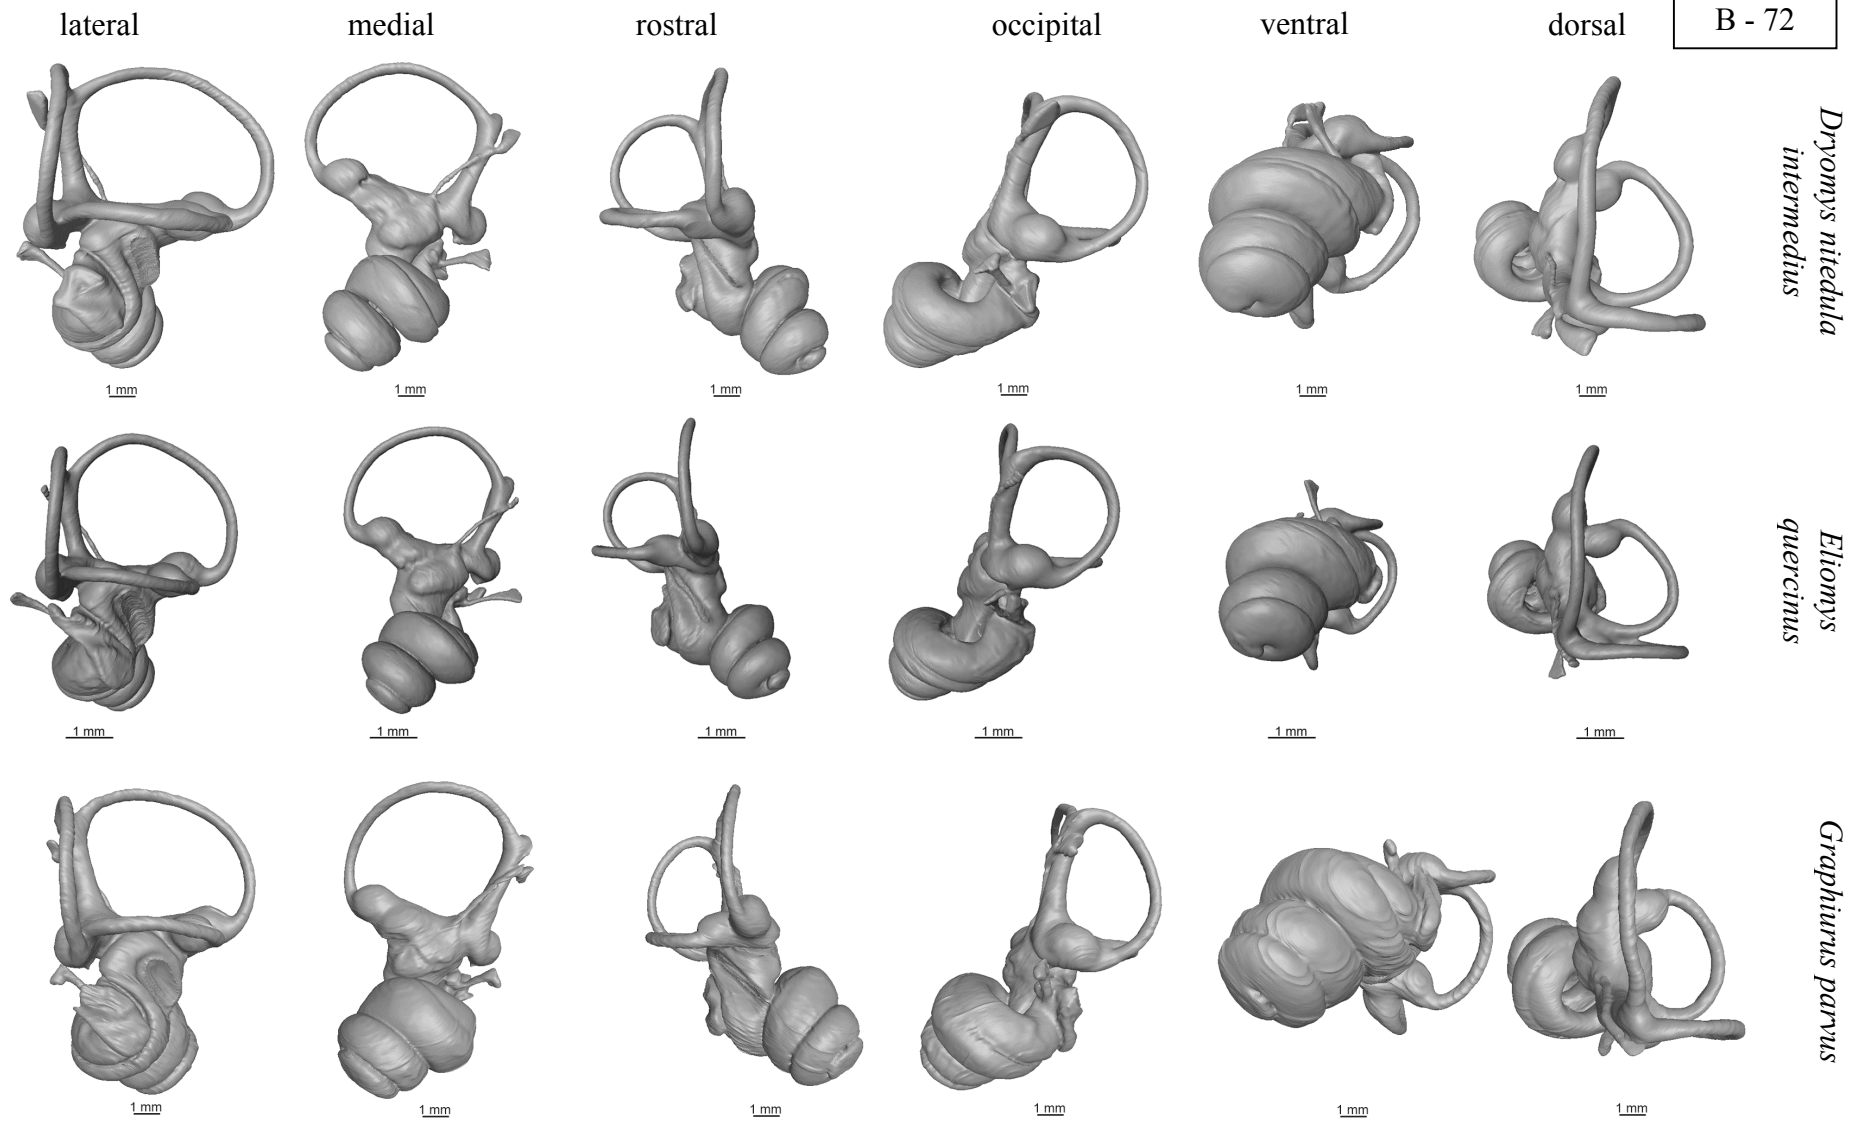 lateral medial rostral occipital ventral dorsal B - 72
Dryomys nitedula
intermedius
1 mm 1 mm 1 mm 1 mm 1 mm 1 mm
Eliomys
quercinus
1 mm 1 mm 1 mm 1 mm 1 mm 1 mm
Graphiurus parvus
1 mm 1 mm 1 mm 1 mm 1 mm 1 mm